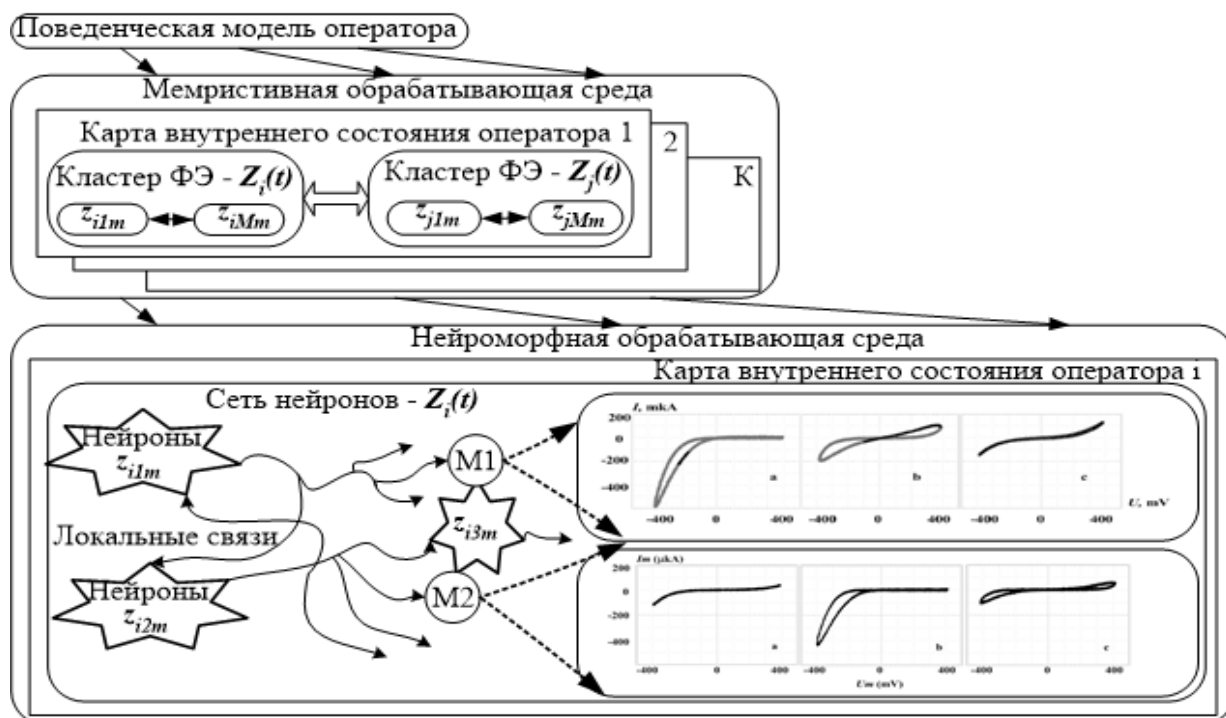 Поведенческая модель оператора
Мемристивная обрабатывающая среда
Карта внутреннего состояния оператора 1
2
К
Кластер ФЭ - Zi(t)
Кластер ФЭ - Zj(t)
zi1m
ziMm
zj1m
zjMm
Нейроморфная обрабатывающая среда
Карта внутреннего состояния оператора i
Сеть нейронов - Zi(t)
Нейроны
zi1m
М1
zi3m
Локальные связи
Нейроны
zi2m
М2
I, mkA
200
0
-200
-400
a
b
c
U, mV
-400 0 400 -400 0 400 -400 0 400
Im (µkA)
200
0
-200
-400
a
b
c
-400 0 400 -400 0 400 -400 0 400
Um (mV)